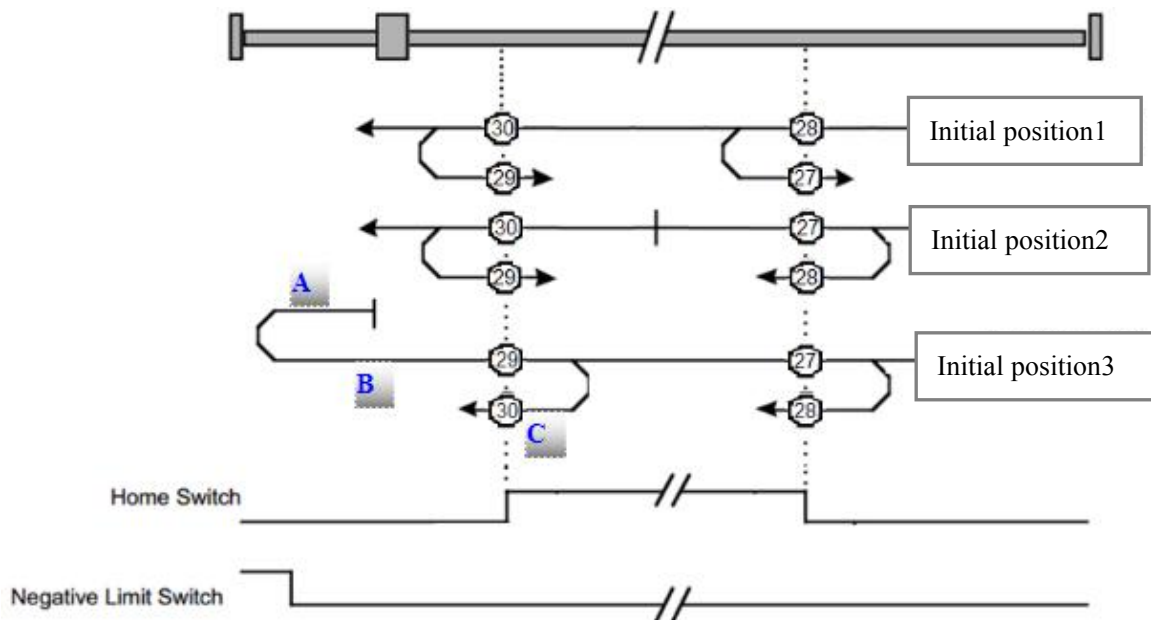 30
28
Initial position1
29
27
30
27
Initial position2
29
28
A
29
27
Initial position3
B
30
28
C
Home Switch
Negative Limit Switch